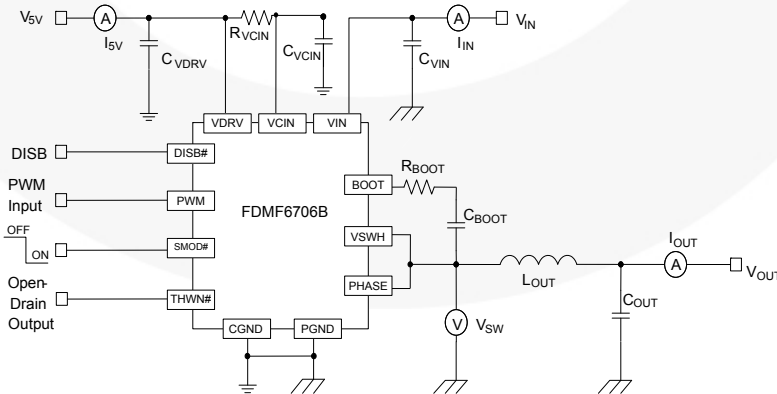 V5V
A
I5V
RVCIN
CVDRV
CVCIN
A
IIN
VIN
CVIN
VDRV
VCIN
VIN
DISB
DISB#
PWM
Input
PWM
OFF
ON
SMOD#
Open-
Drain
Output
THWN#
FDMF6706B
BOOT
RBOOT
CBOOT
VSWH
PHASE
CGND
PGND
V
VSW
LOUT
IOUT
A
VOUT
COUT